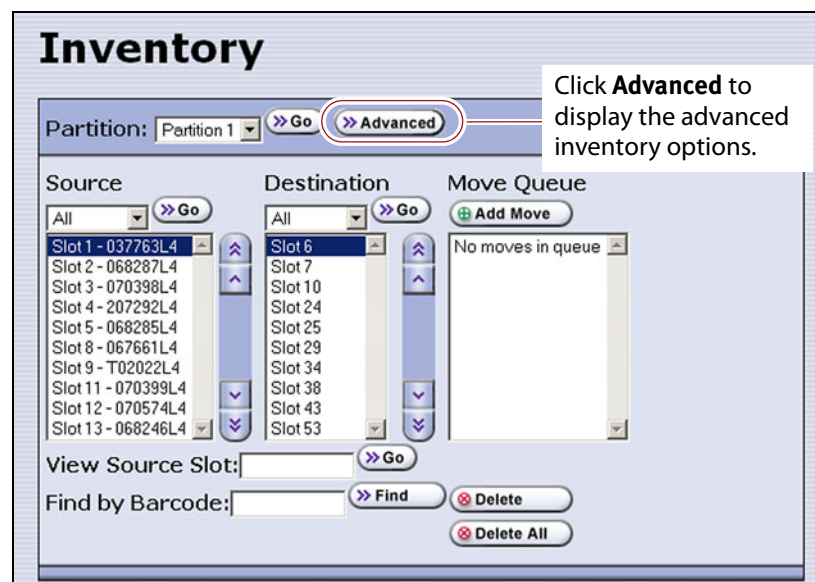 Inventory
Click Advanced to
display the advanced
inventory options.
Partition: Partition 1 Go Advanced
Source Destination Move Queue
All Go All Go Add Move
Slot 1 - 037763L4 Slot 6 No moves in queue
Slot 2 - 068287L4 Slot 7
Slot 3 - 070398L4 Slot 10
Slot 4 - 207292L4 Slot 24
Slot 5 - 068285L4 Slot 25
Slot 8 - 067661L4 Slot 29
Slot 9 - T02022L4 Slot 34
Slot 11 - 070399L4 Slot 38
Slot 12 - 070574L4 Slot 43
Slot 13 - 068246L4 Slot 53
View Source Slot: Go
Find by Barcode: Find Delete
Delete All